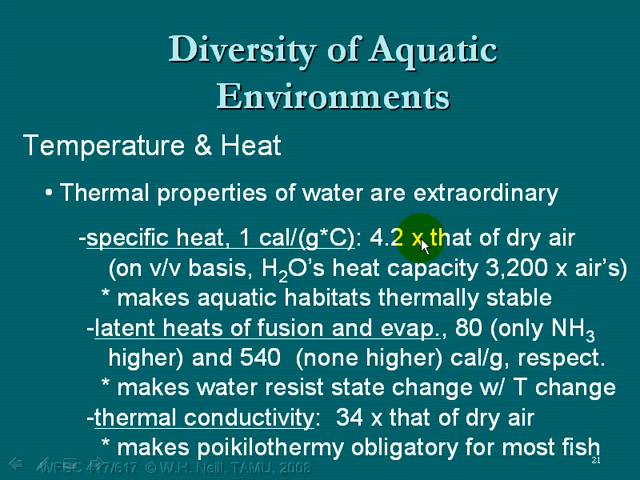 Diversity of Aquatic
Environments
Temperature & Heat
• Thermal properties of water are extraordinary
-specific heat, 1 cal/(g*C): 4.2 x that of dry air
(on v/v basis, H₂O's heat capacity 3,200 x air's)
* makes aquatic habitats thermally stable
-latent heats of fusion and evap., 80 (only NH₃
higher) and 540 (none higher) cal/g, respect.
* makes water resist state change w/ T change
-thermal conductivity: 34 x that of dry air
* makes poikilothermy obligatory for most fish
WFSC 417/617 © W.H. Neill, TAMU, 2008
21